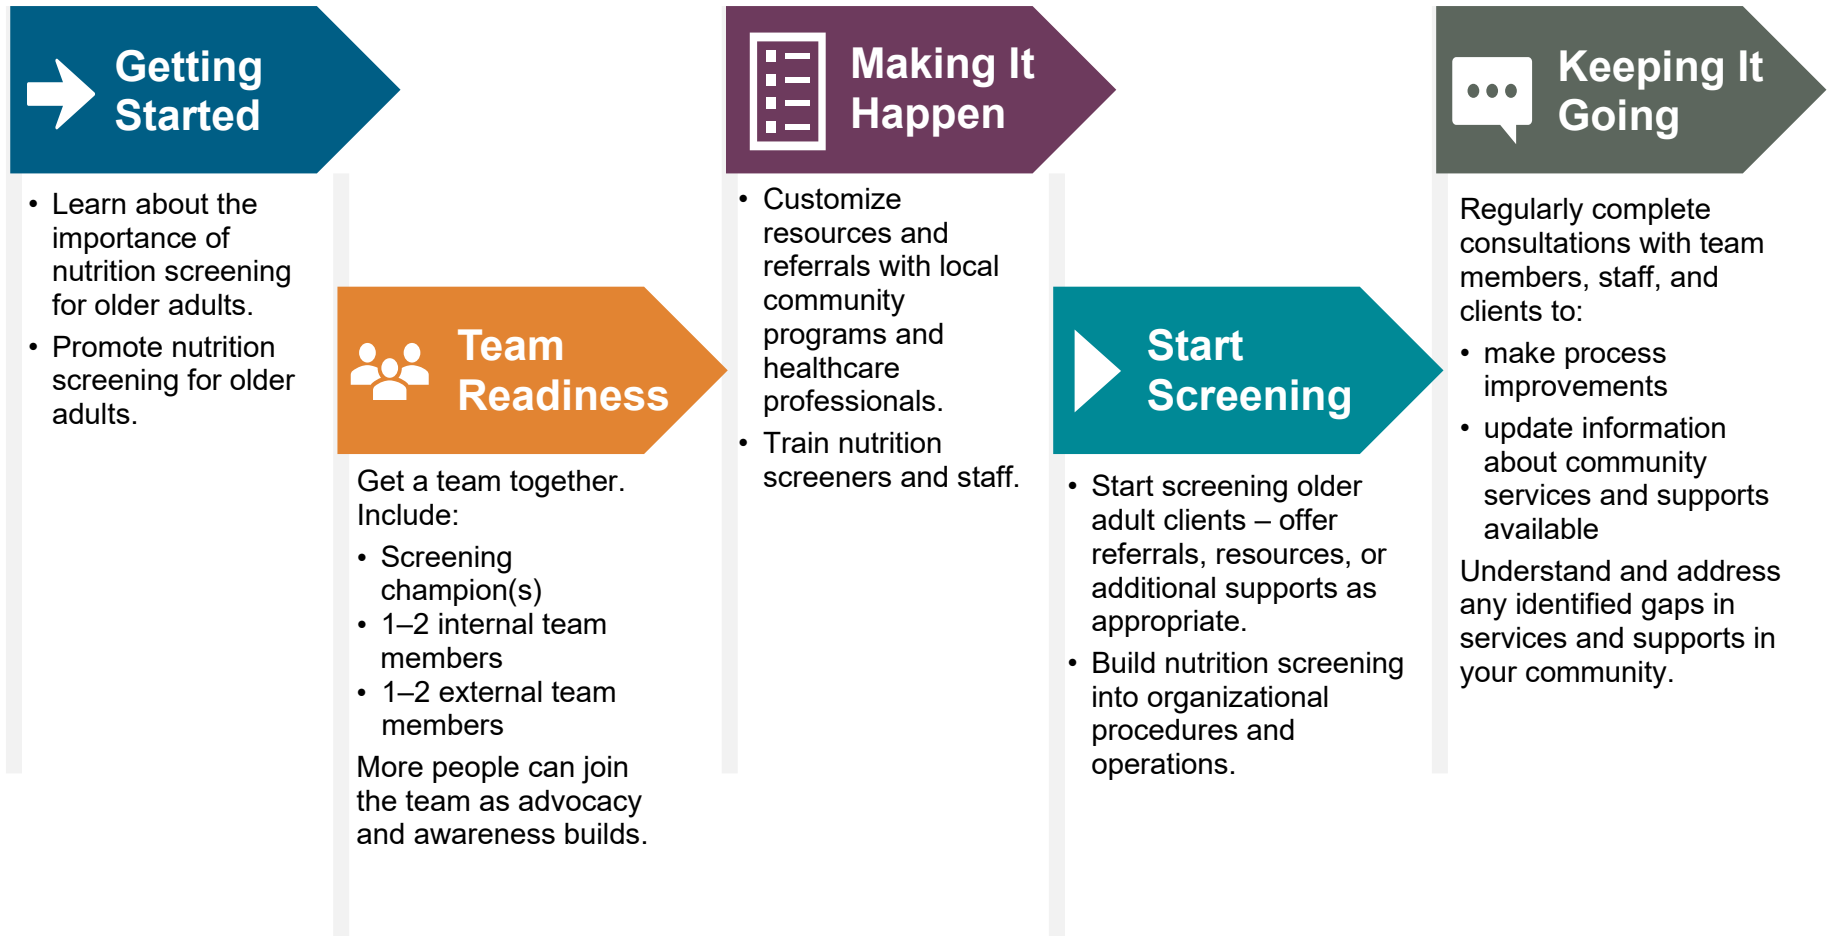 Getting
Started
• Learn about the
importance of
nutrition screening
for older adults.
• Promote nutrition
screening for older
adults.
Team
Readiness
Get a team together.
Include:
• Screening
champion(s)
• 1–2 internal team
members
• 1–2 external team
members
More people can join
the team as advocacy
and awareness builds.
Making It
Happen
• Customize
resources and
referrals with local
community
programs and
healthcare
professionals.
• Train nutrition
screeners and staff.
Start
Screening
• Start screening older
adult clients – offer
referrals, resources, or
additional supports as
appropriate.
• Build nutrition screening
into organizational
procedures and
operations.
Keeping It
Going
Regularly complete
consultations with team
members, staff, and
clients to:
• make process
improvements
• update information
about community
services and supports
available
Understand and address
any identified gaps in
services and supports in
your community.